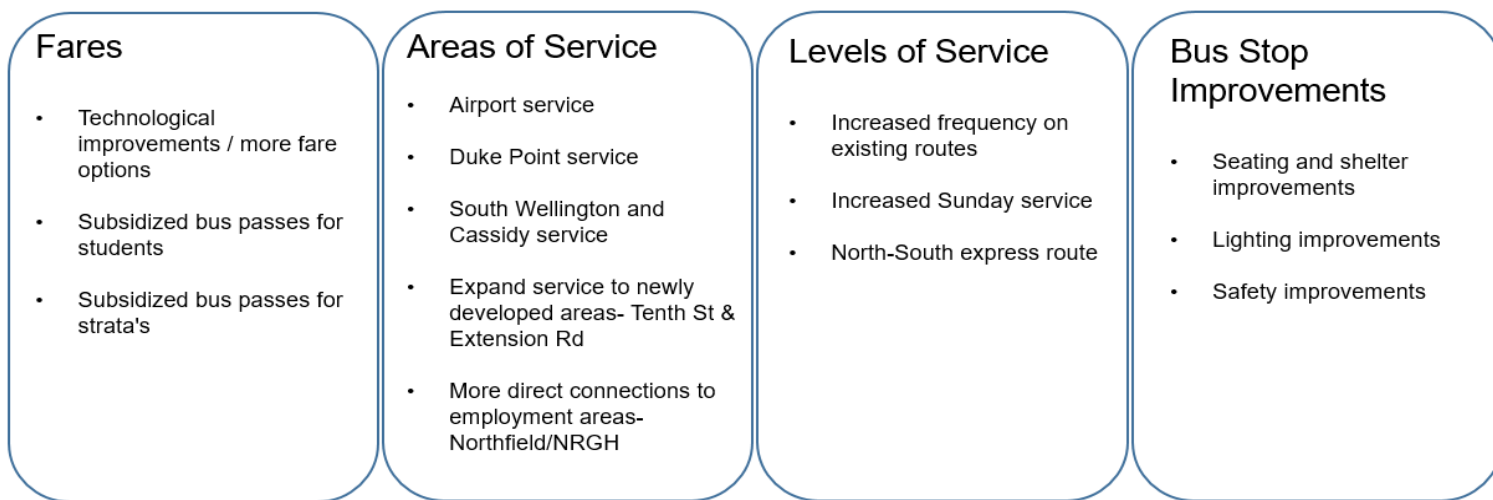 Fares
• Technological
improvements / more fare
options
• Subsidized bus passes for
students
• Subsidized bus passes for
strata's
Areas of Service
• Airport service
• Duke Point service
• South Wellington and
Cassidy service
• Expand service to newly
developed areas- Tenth St &
Extension Rd
• More direct connections to
employment areas-
Northfield/NRGH
Levels of Service
• Increased frequency on
existing routes
• Increased Sunday service
• North-South express route
Bus Stop
Improvements
• Seating and shelter
improvements
• Lighting improvements
• Safety improvements